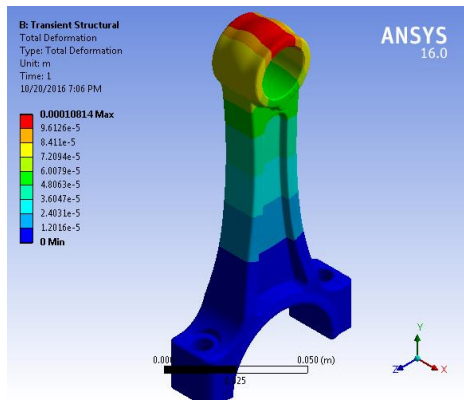 B: Transient Structural
Total Deformation
Type: Total Deformation
Unit: m
Time: 1
10/20/2016 7:06 PM
ANSYS
16.0
0.00010814 Max
9.6126e-5
8.411e-5
7.2094e-5
6.0079e-5
4.8063e-5
3.6047e-5
2.4031e-5
1.2016e-5
0 Min
0.050 (m)
Y
Z
X